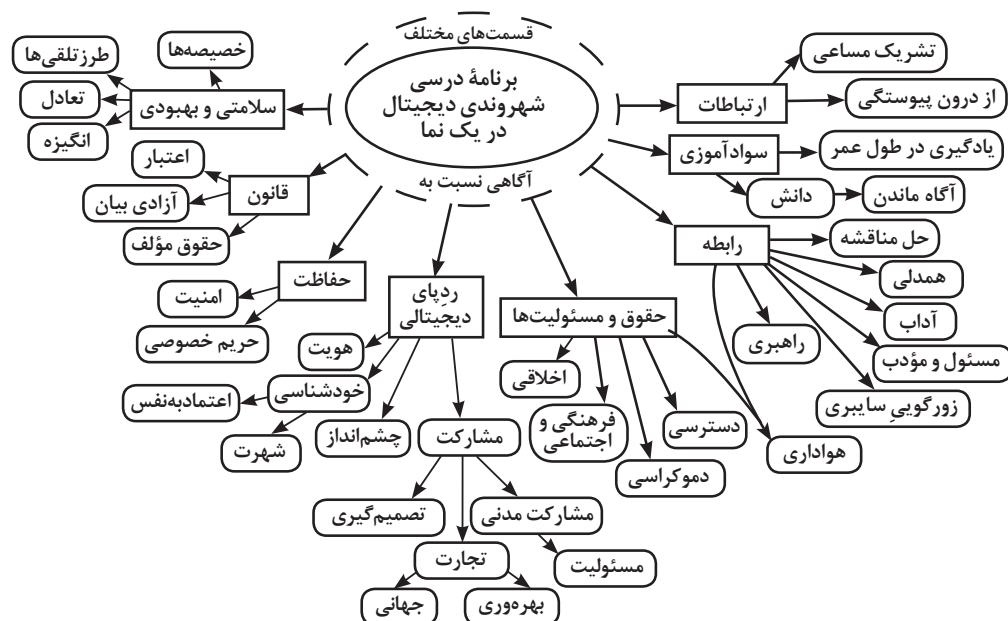 قسمت‌های مختلف
برنامهٔ درسی
شهروندی دیجیتال
در یک نما
آگاهی نسبت به
ارتباطات
تشریک مساعی
از درون پیوستگی
سوادآموزی
یادگیری در طول عمر
دانش
آگاه ماندن
رابطه
حل مناقشه
همدلی
آداب
مسئول و مؤدب
زورگوییِ سایبری
راهبری
هواداری
حقوق و مسئولیت‌ها
اخلاقی
فرهنگی و
اجتماعی
دموکراسی
دسترسی
ردِپای
دیجیتالی
هویت
خودشناسی
اعتمادبه‌نفس
شهرت
چشم‌انداز
مشارکت
تصمیم‌گیری
تجارت
مشارکت مدنی
مسئولیت
جهانی
بهره‌وری
حفاظت
امنیت
حریم خصوصی
قانون
اعتبار
آزادی بیان
حقوق مؤلف
سلامتی و بهبودی
خصیصه‌ها
طرزتلقی‌ها
تعادل
انگیزه